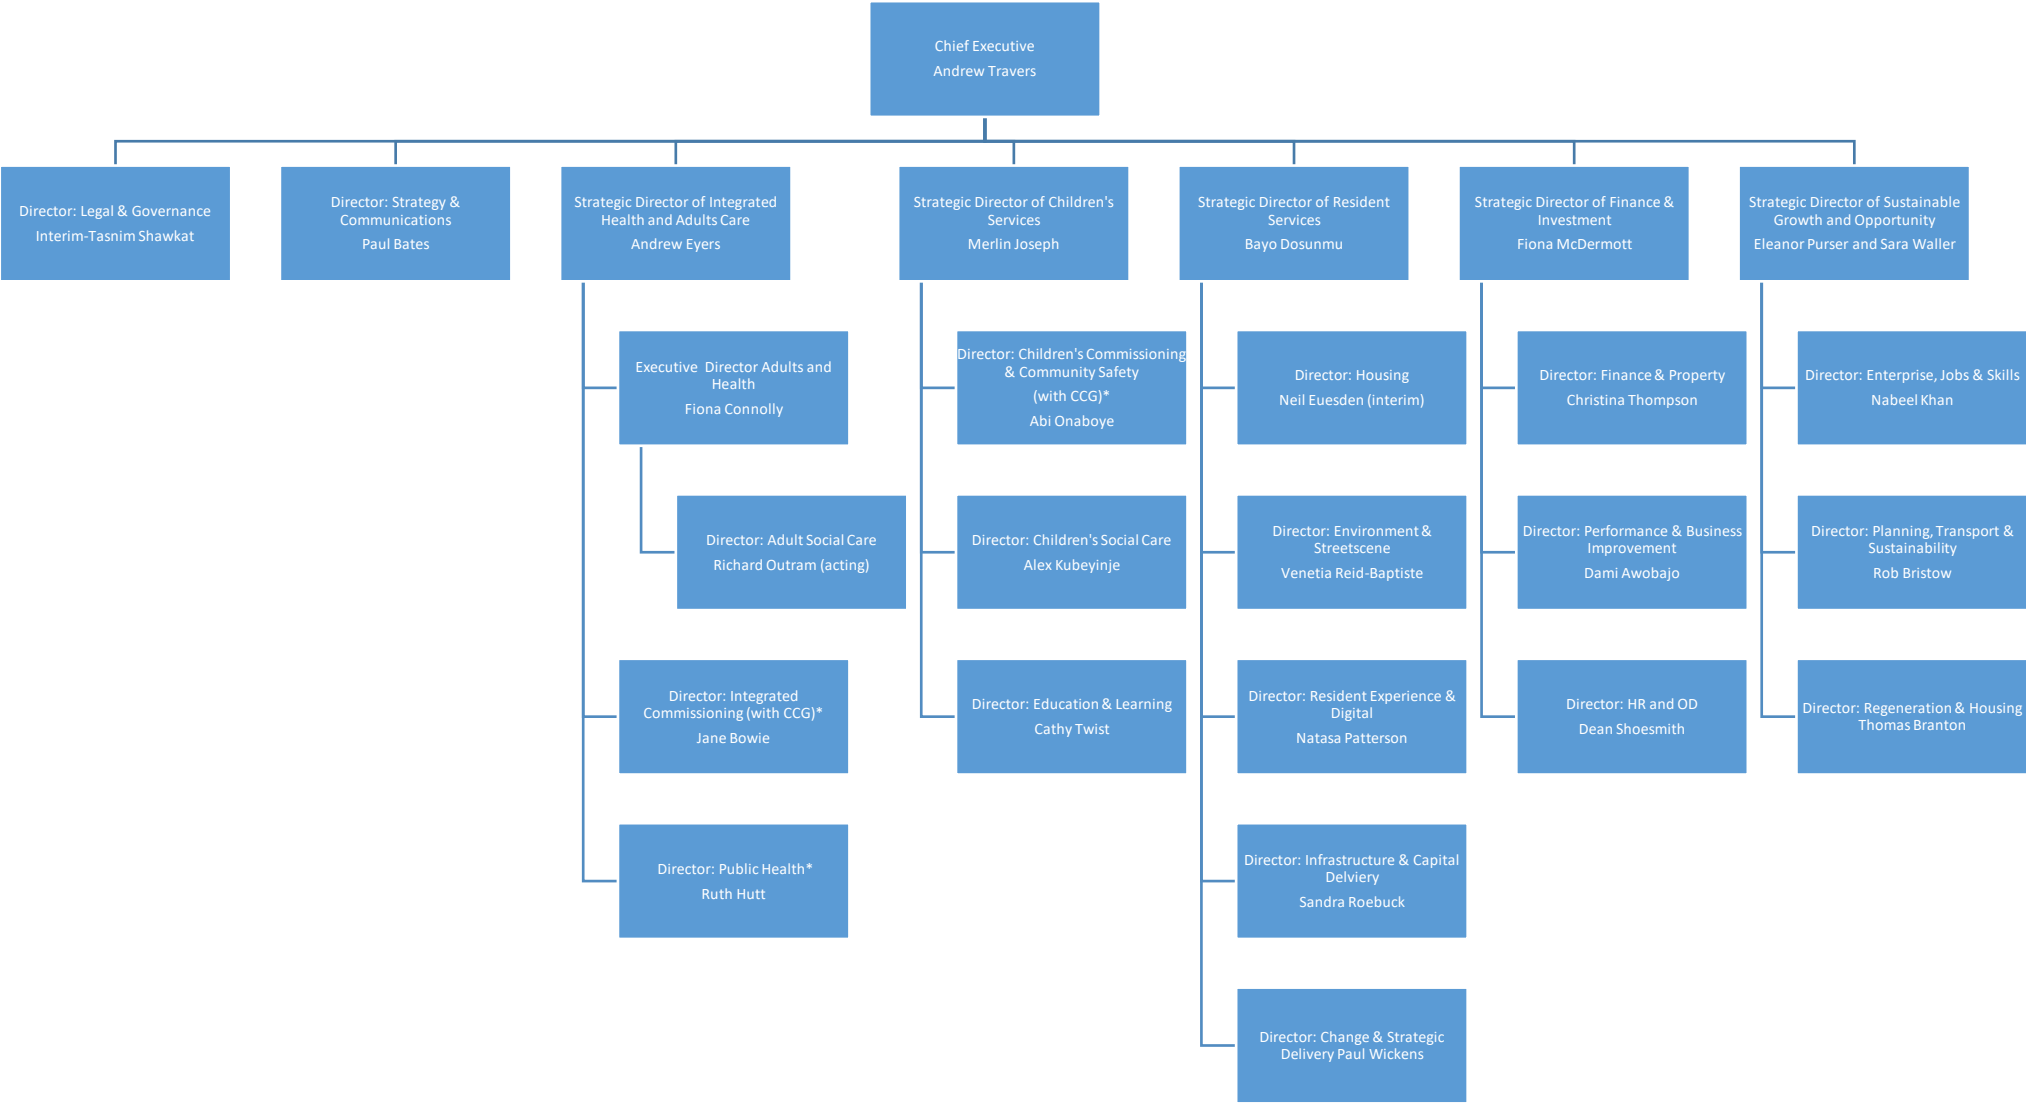 Chief Executive
Andrew Travers
Director: Legal & Governance
Interim-Tasnim Shawkat
Director: Strategy &
Communications
Paul Bates
Strategic Director of Integrated
Health and Adults Care
Andrew Eyers
Strategic Director of Children's
Services
Merlin Joseph
Strategic Director of Resident
Services
Bayo Dosunmu
Strategic Director of Finance &
Investment
Fiona McDermott
Strategic Director of Sustainable
Growth and Opportunity
Eleanor Purser and Sara Waller
Executive Director Adults and
Health
Fiona Connolly
Director: Children's Commissioning
& Community Safety
(with CCG)*
Abi Onaboye
Director: Housing
Neil Euesden (interim)
Director: Finance & Property
Christina Thompson
Director: Enterprise, Jobs & Skills
Nabeel Khan
Director: Adult Social Care
Richard Outram (acting)
Director: Children's Social Care
Alex Kubeyinje
Director: Environment &
Streetscene
Venetia Reid-Baptiste
Director: Performance & Business
Improvement
Dami Awobajo
Director: Planning, Transport &
Sustainability
Rob Bristow
Director: Integrated
Commissioning (with CCG)*
Jane Bowie
Director: Education & Learning
Cathy Twist
Director: Resident Experience &
Digital
Natasa Patterson
Director: HR and OD
Dean Shoesmith
Director: Regeneration & Housing
Thomas Branton
Director: Public Health*
Ruth Hutt
Director: Infrastructure & Capital
Delviery
Sandra Roebuck
Director: Change & Strategic
Delivery Paul Wickens